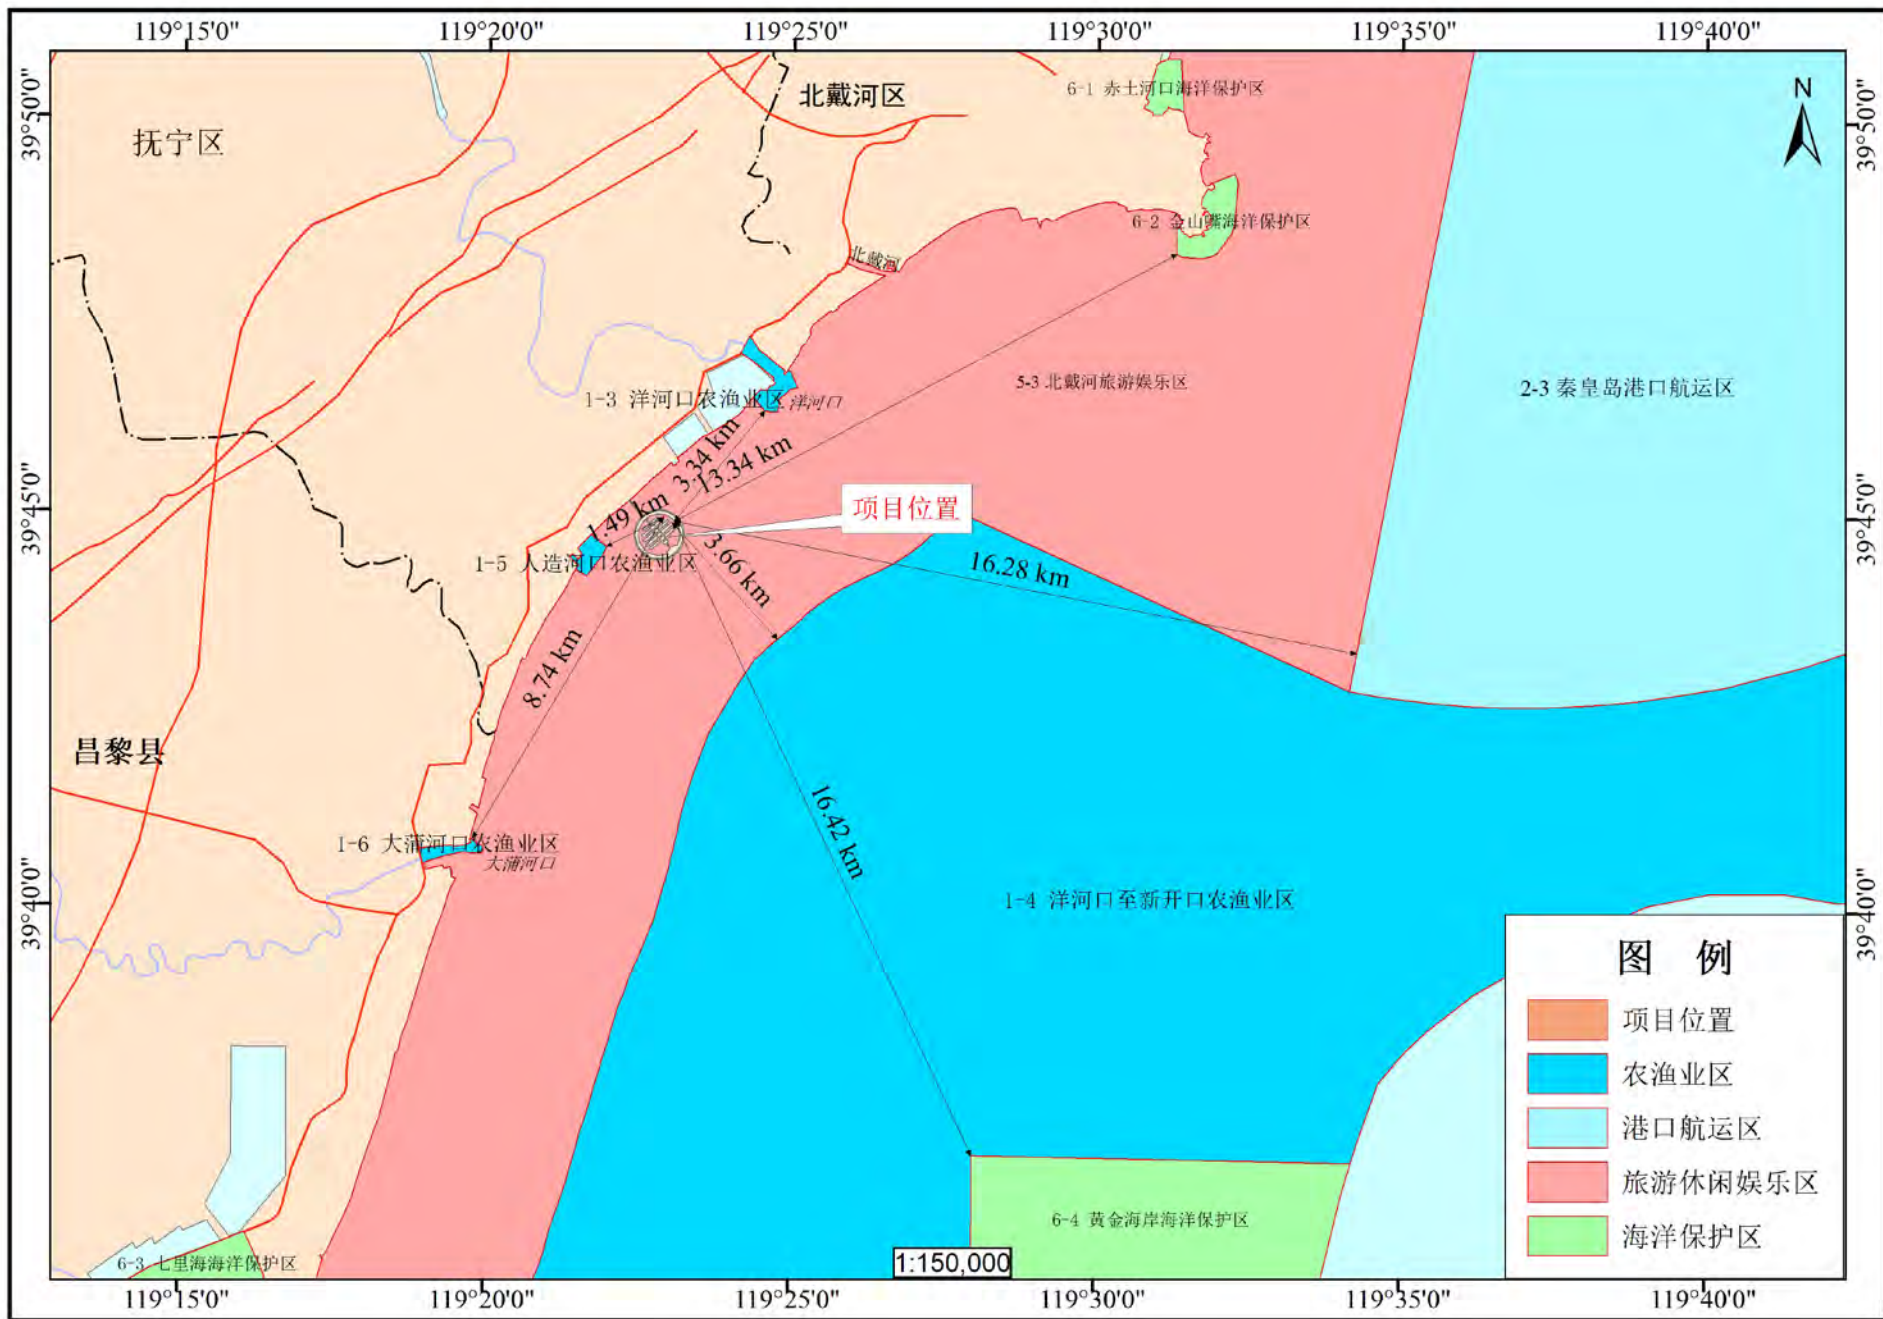 119°15'0"
119°20'0"
119°25'0"
119°30'0"
119°35'0"
119°40'0"
39°50'0"
39°50'0"
N
抚宁区
北戴河区
6-1 赤土河口海洋保护区
6-2 金山嘴海洋保护区
北戴河
5-3 北戴河旅游娱乐区
2-3 秦皇岛港口航运区
1-3 洋河口农渔业区
洋河口
3.34 km
13.34 km
39°45'0"
39°45'0"
1.49 km
项目位置
1-5 人造河口农渔业区
3.66 km
16.28 km
8.74 km
昌黎县
16.42 km
1-6 大蒲河口农渔业区
大蒲河口
39°40'0"
39°40'0"
1-4 洋河口至新开口农渔业区
图 例
项目位置
农渔业区
港口航运区
旅游休闲娱乐区
海洋保护区
6-4 黄金海岸海洋保护区
6-3 七里海海洋保护区
1:150,000
119°15'0"
119°20'0"
119°25'0"
119°30'0"
119°35'0"
119°40'0"